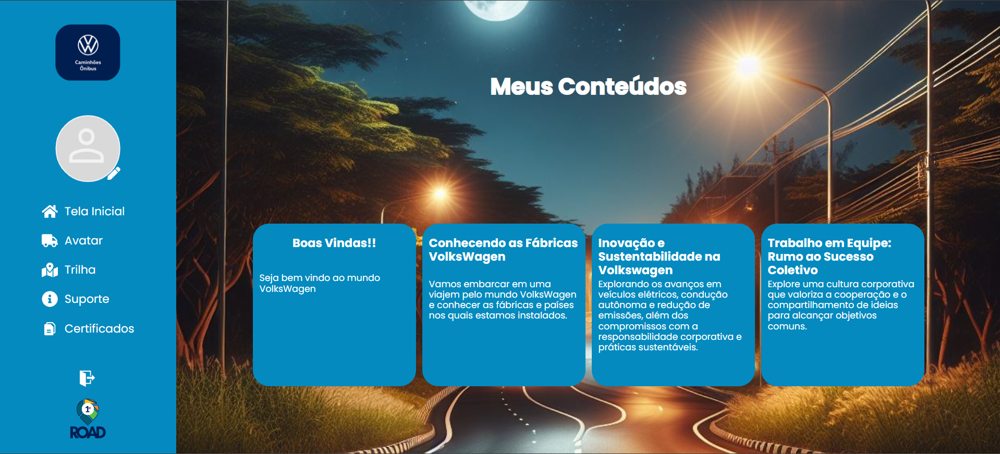 Caminhões
Ônibus
Tela Inicial
Avatar
Trilha
Suporte
Certificados
1st
ROAD
Meus Conteúdos
Boas Vindas!!
Seja bem vindo ao mundo
VolksWagen
Conhecendo as Fábricas
VolksWagen
Vamos embarcar em uma
viajem pelo mundo VolksWagen
e conhecer as fábricas e países
nos quais estamos instalados.
Inovação e
Sustentabilidade na
Volkswagen
Explorando os avanços em
veículos elétricos, condução
autônoma e redução de
emissões, além dos
compromissos com a
responsabilidade corporativa e
práticas sustentáveis.
Trabalho em Equipe:
Rumo ao Sucesso
Coletivo
Explore uma cultura corporativa
que valoriza a cooperação e o
compartilhamento de ideias
para alcançar objetivos
comuns.